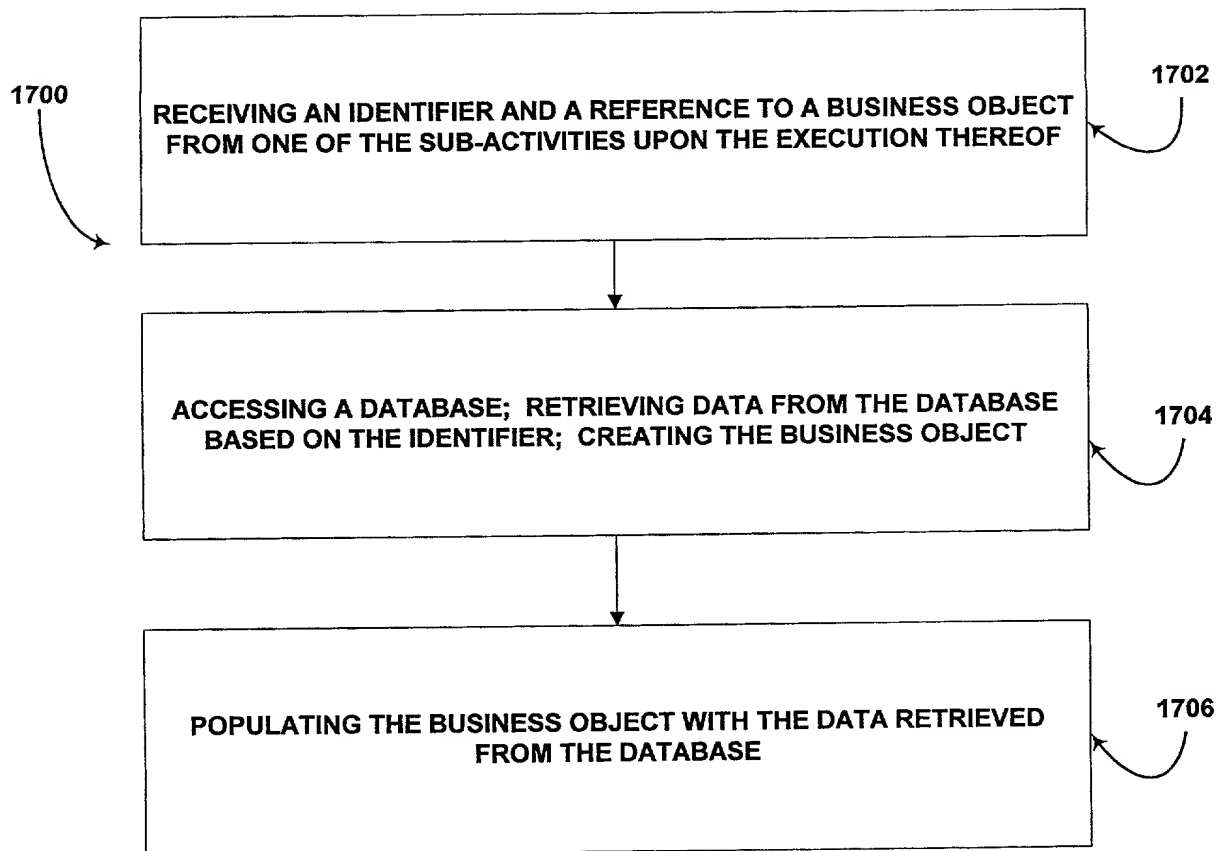 1700
1702
RECEIVING AN IDENTIFIER AND A REFERENCE TO A BUSINESS OBJECT
FROM ONE OF THE SUB-ACTIVITIES UPON THE EXECUTION THEREOF
ACCESSING A DATABASE; RETRIEVING DATA FROM THE DATABASE
BASED ON THE IDENTIFIER; CREATING THE BUSINESS OBJECT
1704
POPULATING THE BUSINESS OBJECT WITH THE DATA RETRIEVED
FROM THE DATABASE
1706